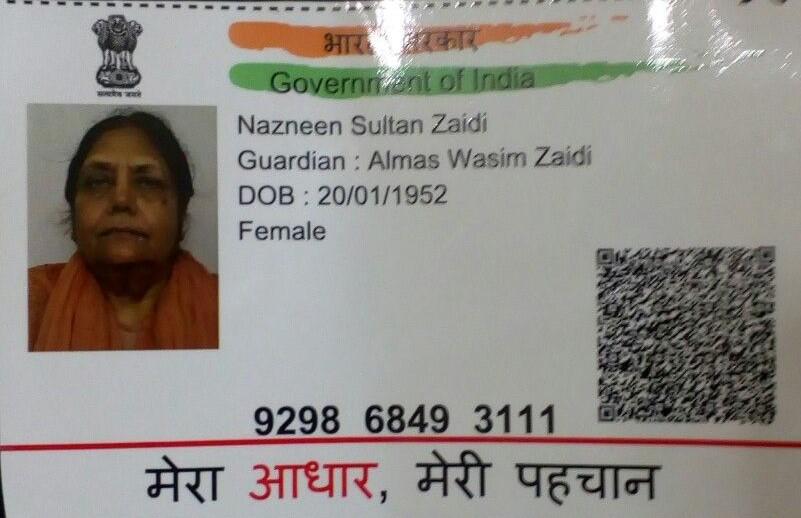 सत्यमेव जयते
भारत सरकार
Government of India
Nazneen Sultan Zaidi
Guardian : Almas Wasim Zaidi
DOB : 20/01/1952
Female
9298 6849 3111
मेरा आधार, मेरी पहचान